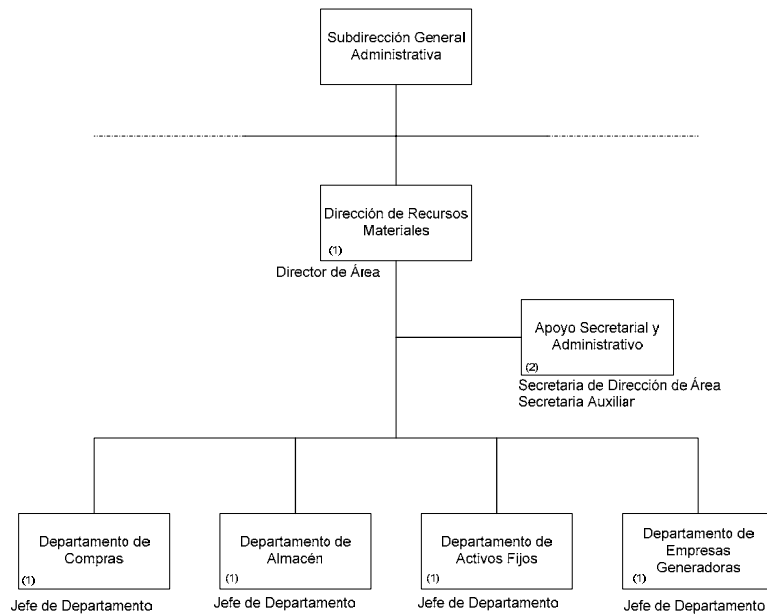 Subdirección General
Administrativa
Dirección de Recursos
Materiales
(1)
Director de Área
Apoyo Secretarial y
Administrativo
(2)
Secretaria de Dirección de Área
Secretaria Auxiliar
Departamento de
Compras
(1)
Jefe de Departamento
Departamento de
Almacén
(1)
Jefe de Departamento
Departamento de
Activos Fijos
(1)
Jefe de Departamento
Departamento de
Empresas
Generadoras
(1)
Jefe de Departamento